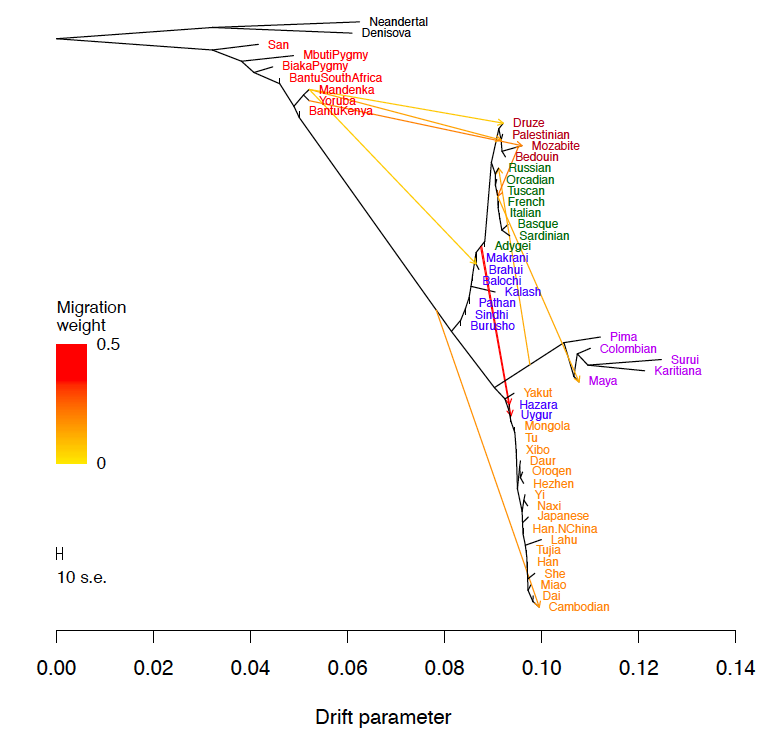 Neandertal
Denisova
San
MbutiPygmy
BiakaPygmy
BantuSouthAfrica
Mandenka
Yoruba
BantuKenya
Druze
Palestinian
Mozabite
Bedouin
Russian
Orcadian
Tuscan
French
Italian
Basque
Sardinian
Adygei
Makrani
Brahui
Balochi
Kalash
Pathan
Sindhi
Burusho
Migration
weight
0.5
0
Pima
Colombian
Surui
Karitiana
Maya
Yakut
Hazara
Uygur
Mongola
Tu
Xibo
Daur
Oroqen
Hezhen
Yi
Naxi
Japanese
Han.NChina
Lahu
Tujia
Han
She
Miao
Dai
Cambodian
10 s.e.
0.00 0.02 0.04 0.06 0.08 0.10 0.12 0.14
Drift parameter